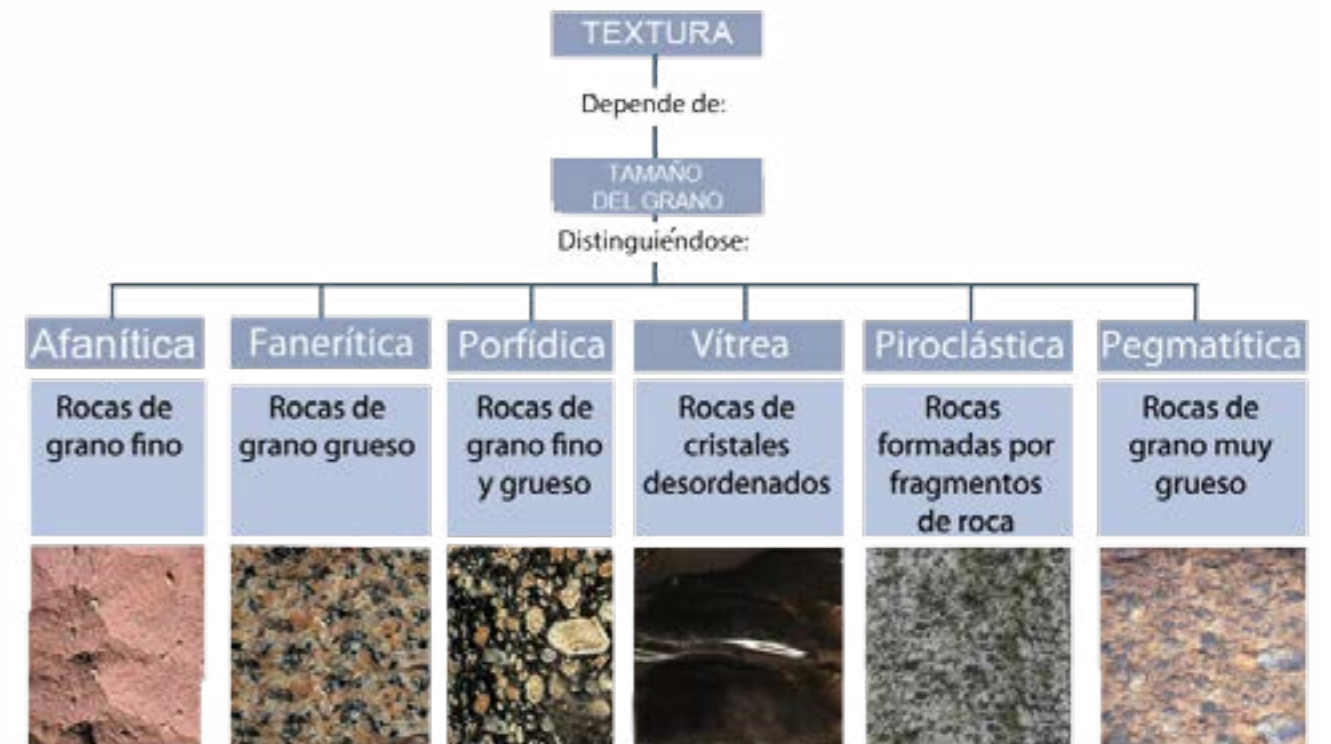 TEXTURA
Depende de:
TAMAÑO
DEL GRANO
Distinguiéndose:
Afanítica
Rocas de
grano fino
Fanerítica
Rocas de
grano grueso
Porfídica
Rocas de
grano fino
y grueso
Vítrea
Rocas de
cristales
desordenados
Piroclástica
Rocas
formadas por
fragmentos
de roca
Pegmatítica
Rocas de
grano muy
grueso